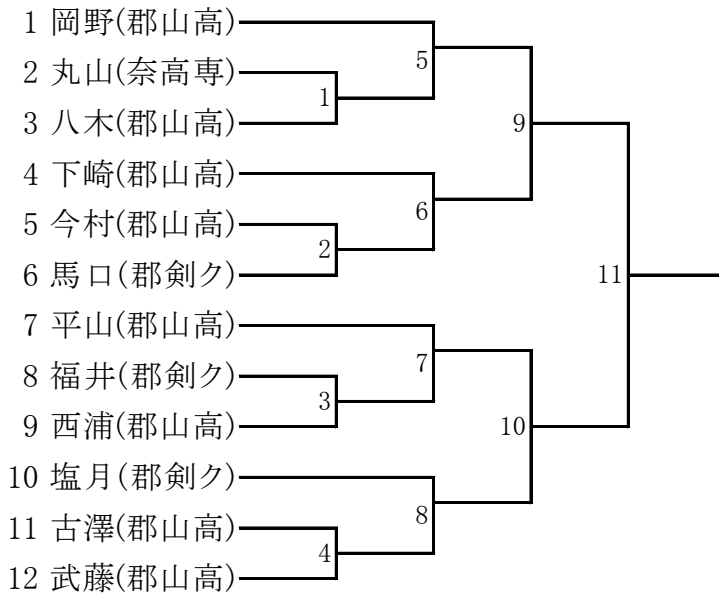 1 岡野(郡山高)
2 丸山(奈高専)
3 八木(郡山高)
4 下崎(郡山高)
5 今村(郡山高)
6 馬口(郡剣ク)
7 平山(郡山高)
8 福井(郡剣ク)
9 西浦(郡山高)
10 塩月(郡剣ク)
11 古澤(郡山高)
12 武藤(郡山高)
1
2
3
4
5
6
7
8
9
10
11